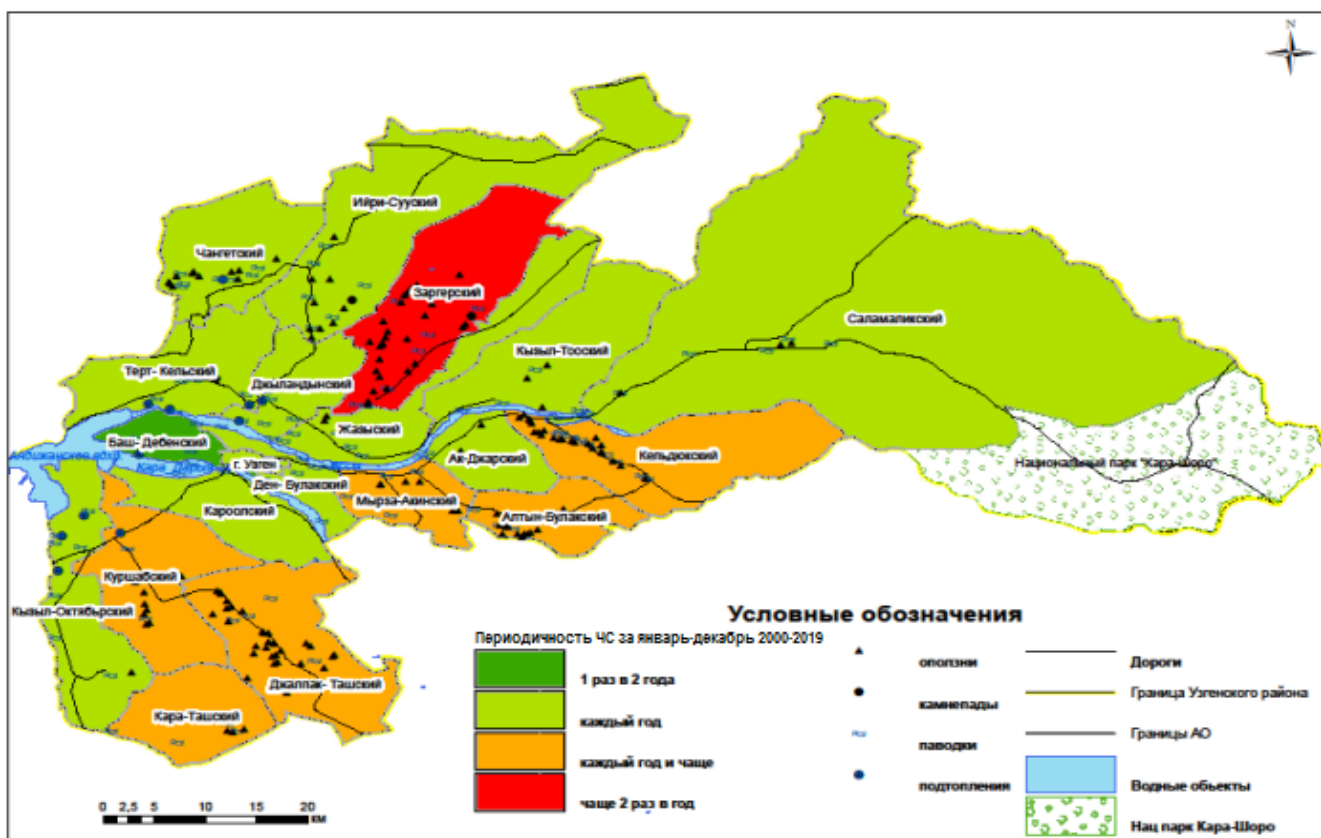 N
Ийри-Сууский
Чангетский
Заргерский
Саламаликский
Кызыл-Тооский
Терт- Кельский
Джыландынский
Жазыский
Баш- Дебенский
г. Узген
Ак-Джарский
Кельдюкский
Национальный парк "Кара-Шоро"
Ден- Булакский
Мырза-Акинский
Кароолский
Алтын-Булакский
Куршабский
Кызыл-Октябрьский
Джалпак- Ташский
Кара-Ташский
Условные обозначения
Периодичность ЧС за январь-декабрь 2000-2019
1 раз в 2 года
каждый год
каждый год и чаще
чаще 2 раз в год
оползни
камнепады
паводки
подтопления
Дороги
Граница Узгенского района
Границы АО
Водные обьекты
Нац парк Кара-Шоро
0 2,5 5 10 15 20
км